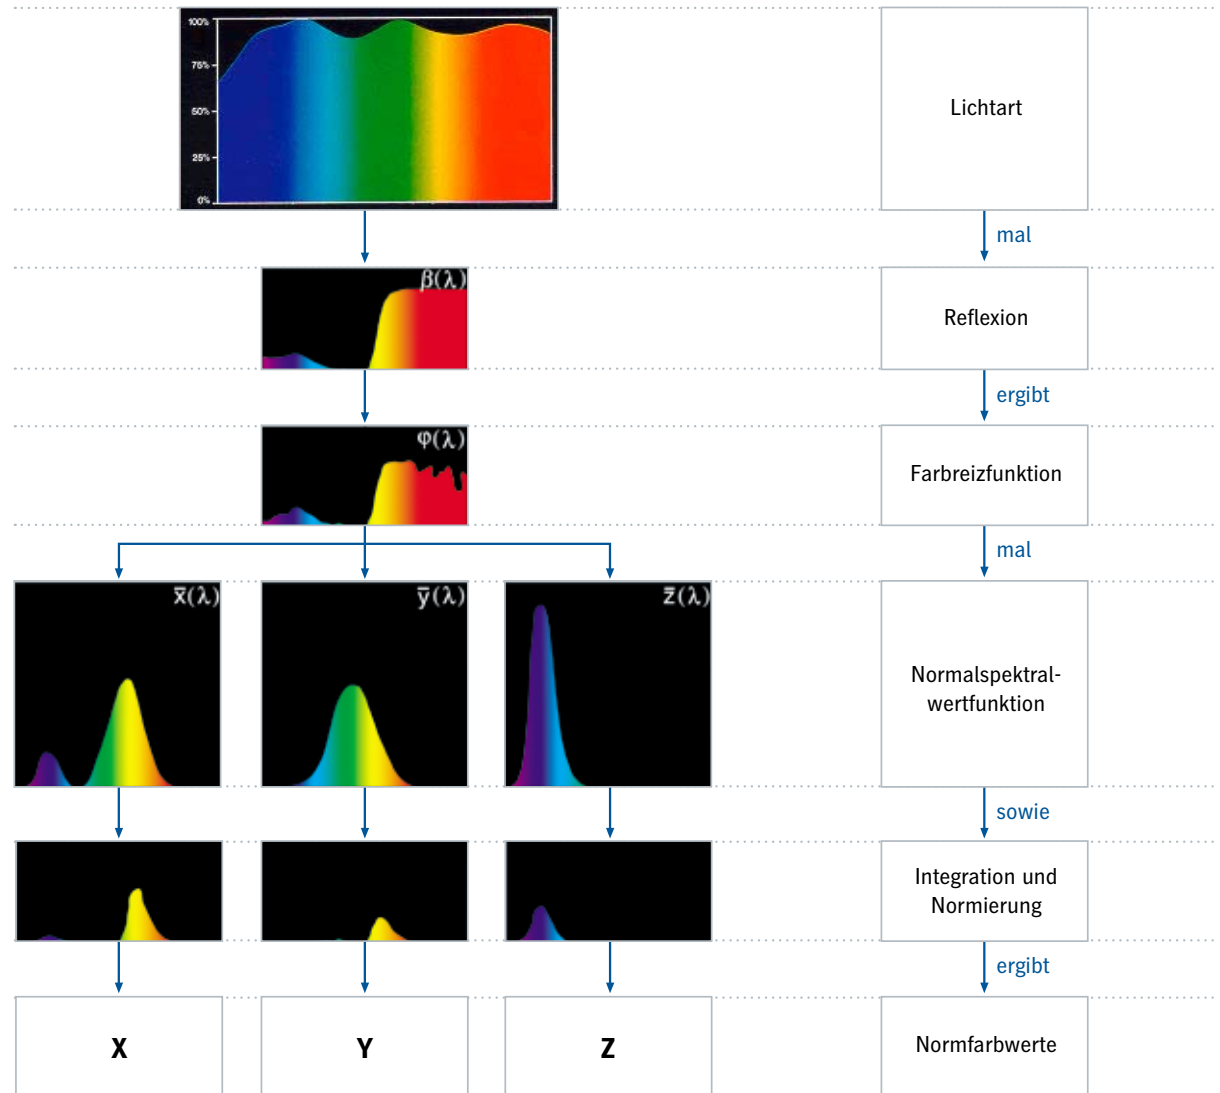 100%
75%
50%
25%
0%
Lichtart
mal
β(λ)
Reflexion
ergibt
φ(λ)
Farbreizfunktion
mal
x̅(λ)
y̅(λ)
z̅(λ)
Normalspektral-
wertfunktion
sowie
Integration und
Normierung
ergibt
X
Y
Z
Normfarbwerte